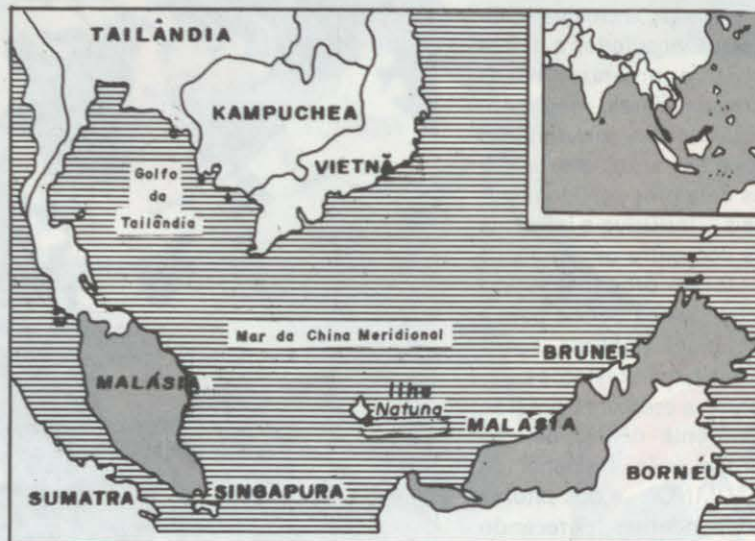 TAILÂNDIA
KAMPUCHEA
VIETNÃ
Golfo
da
Tailândia
Mar da China Meridional
BRUNEI
MALÁSIA
Ilha
Natuna
MALÁSIA
BORNÉU
SUMATRA
SINGAPURA